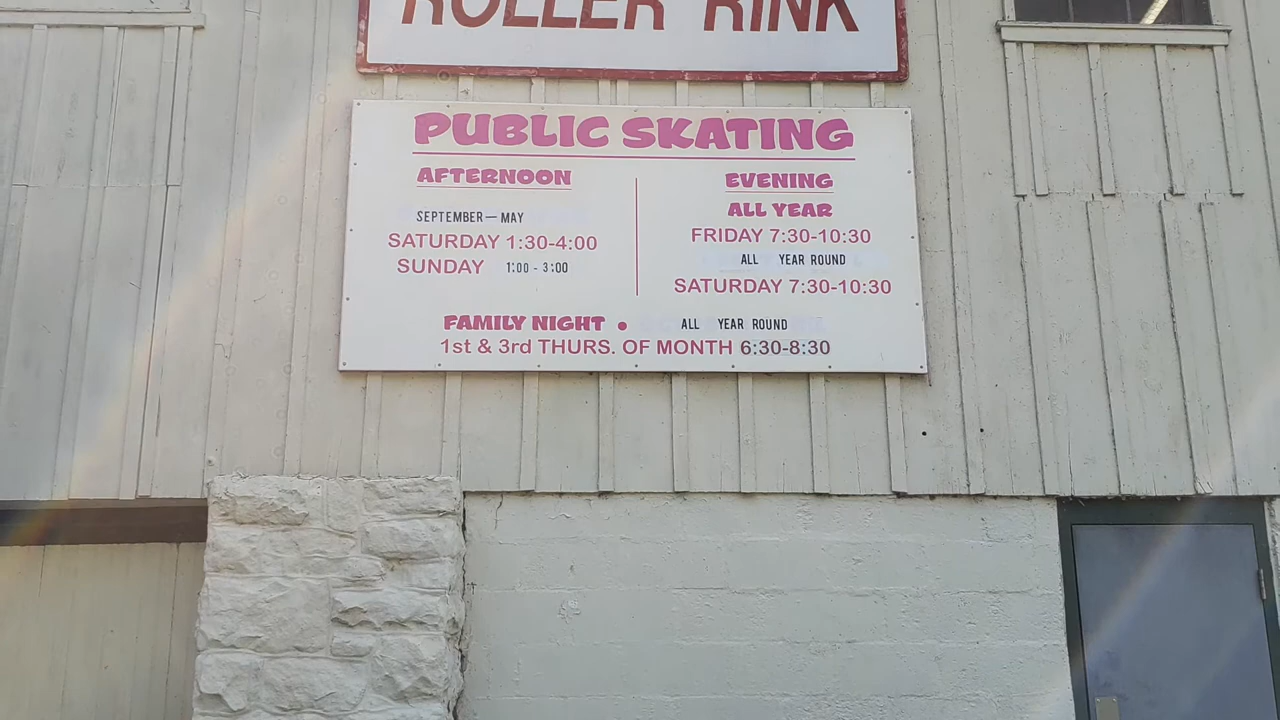 ROLLER RINK
PUBLIC SKATING
AFTERNOON
SEPTEMBER — MAY
SATURDAY 1:30-4:00
SUNDAY 1:00 - 3:00
EVENING
ALL YEAR
FRIDAY 7:30-10:30
ALL YEAR ROUND
SATURDAY 7:30-10:30
FAMILY NIGHT • ALL YEAR ROUND
1st & 3rd THURS. OF MONTH 6:30-8:30